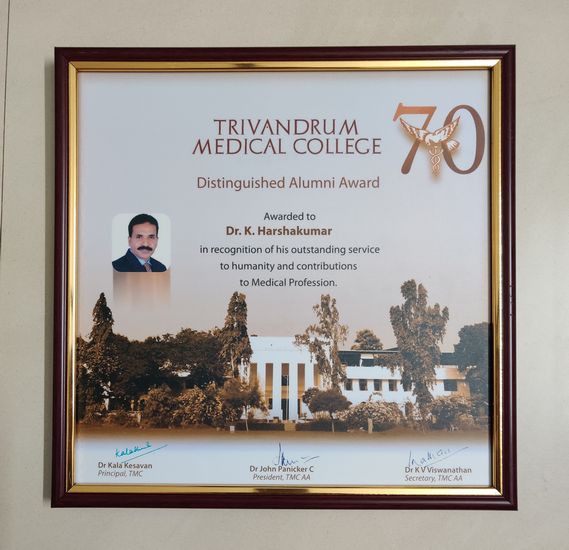 TRIVANDRUM
MEDICAL COLLEGE
70
Distinguished Alumni Award
Awarded to
Dr. K. Harshakumar
in recognition of his outstanding service
to humanity and contributions
to Medical Profession.
Dr Kala Kesavan
Principal, TMC
Dr John Panicker C
President, TMC AA
Dr K V Viswanathan
Secretary, TMC AA